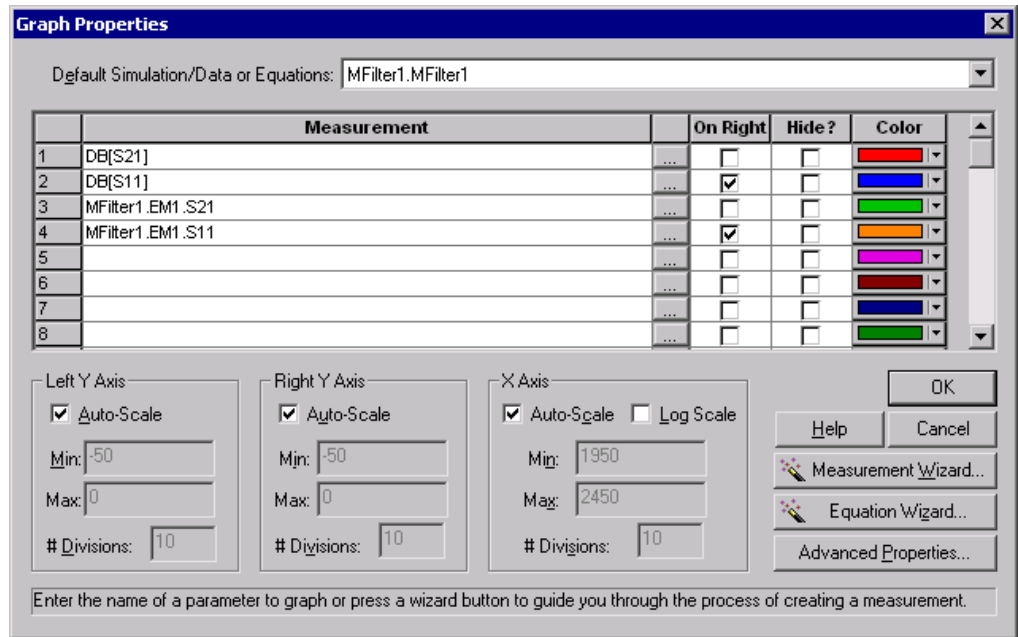 Graph Properties
Default Simulation/Data or Equations: MFilter1.MFilter1
Measurement On Right Hide? Color
1 DB[S21] ...
2 DB[S11] ...
3 MFilter1.EM1.S21 ...
4 MFilter1.EM1.S11 ...
5 ...
6 ...
7 ...
8 ...
Left Y Axis
Auto-Scale
Min: -50
Max: 0
# Divisions: 10
Right Y Axis
Auto-Scale
Min: -50
Max: 0
# Divisions: 10
X Axis
Auto-Scale Log Scale
Min: 1950
Max: 2450
# Divisions: 10
OK
Help Cancel
Measurement Wizard...
Equation Wizard...
Advanced Properties...
Enter the name of a parameter to graph or press a wizard button to guide you through the process of creating a measurement.